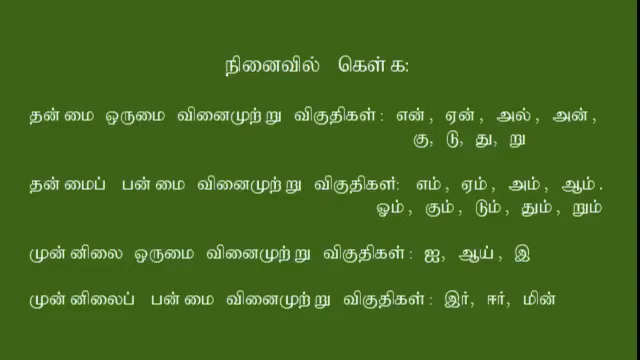 நினைவில் கெள்க:
தன்மை ஒருமை வினைமுற்று விகுதிகள்: என், ஏன், அல், அன்,
கு, டு, து, று
தன்மைப் பன்மை வினைமுற்று விகுதிகள்: எம், ஏம், அம், ஆம்.
ஓம், கும், டும், தும், றும்
முன்னிலை ஒருமை வினைமுற்று விகுதிகள்: ஐ, ஆய், இ
முன்னிலைப் பன்மை வினைமுற்று விகுதிகள்: இர், ஈர், மின்